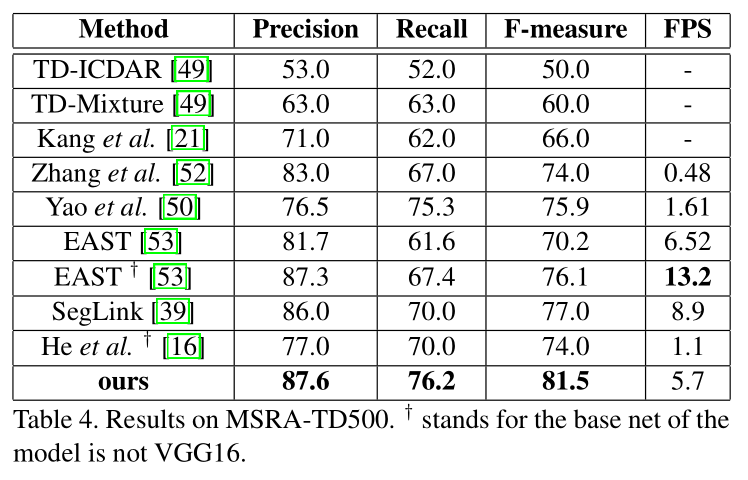 Method Precision Recall F-measure FPS
TD-ICDAR [49] 53.0 52.0 50.0 -
TD-Mixture [49] 63.0 63.0 60.0 -
Kang et al. [21] 71.0 62.0 66.0 -
Zhang et al. [52] 83.0 67.0 74.0 0.48
Yao et al. [50] 76.5 75.3 75.9 1.61
EAST [53] 81.7 61.6 70.2 6.52
EAST † [53] 87.3 67.4 76.1 13.2
SegLink [39] 86.0 70.0 77.0 8.9
He et al. † [16] 77.0 70.0 74.0 1.1
ours 87.6 76.2 81.5 5.7
Table 4. Results on MSRA-TD500. † stands for the base net of the
model is not VGG16.